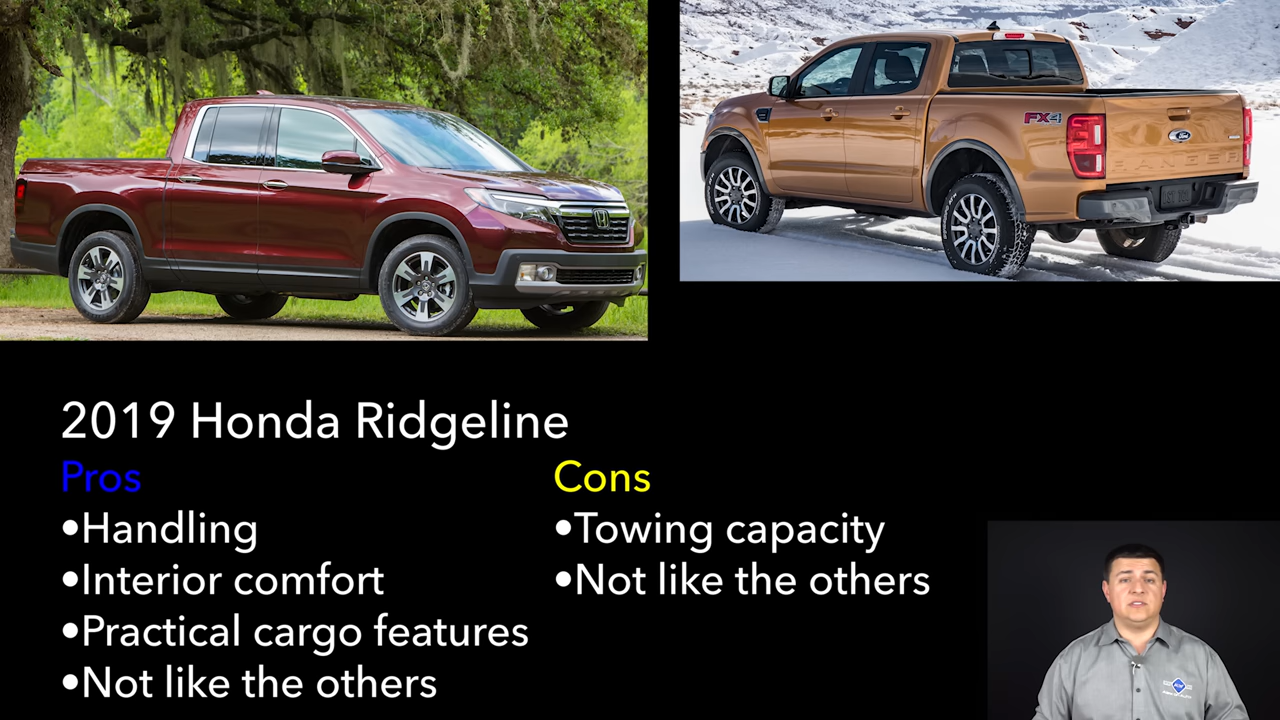 FX4
Ford
RANGER
2019 Honda Ridgeline
Pros
•Handling
•Interior comfort
•Practical cargo features
•Not like the others
Cons
•Towing capacity
•Not like the others